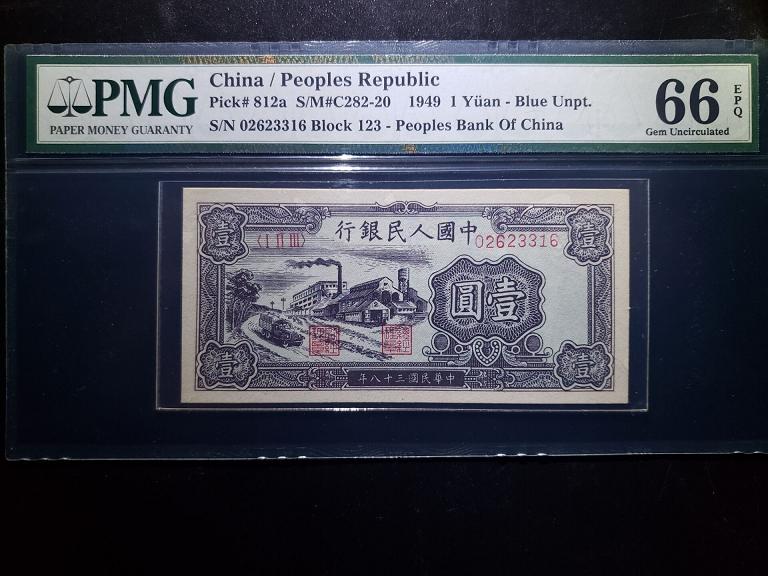 PMG
PAPER MONEY GUARANTY
China / Peoples Republic
Pick# 812a S/M#C282-20 1949 1 Yüan - Blue Unpt.
S/N 02623316 Block 123 - Peoples Bank Of China
66
EPQ
Gem Uncirculated
壹
中國人民銀行
壹
〈I II III〉
02623316
壹圓
壹
中華民國三十八年
壹